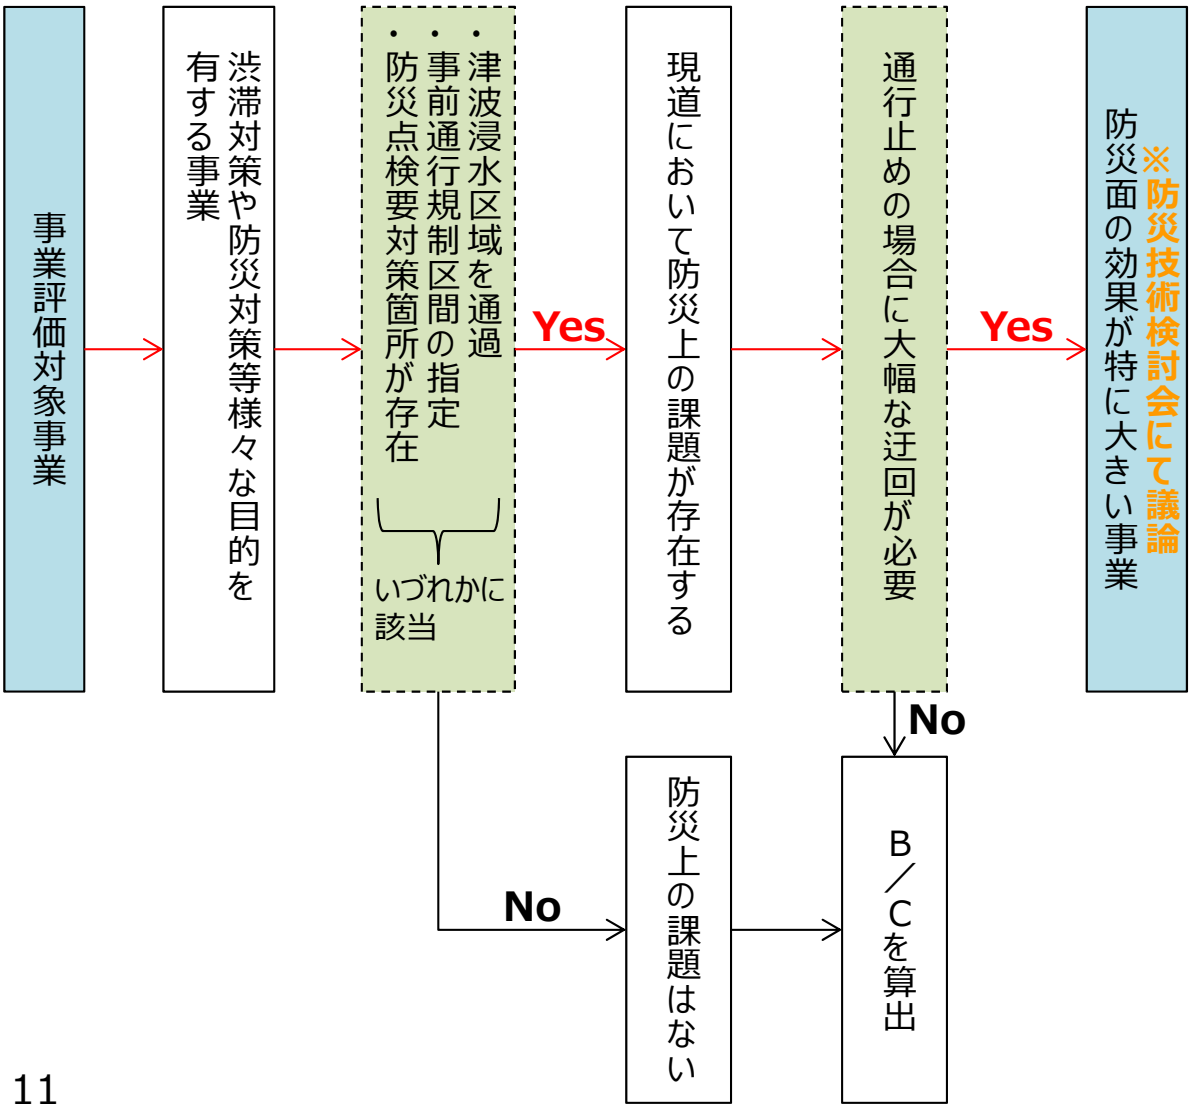 事業評価対象事業
渋滞対策や防災対策等様々な目的を
有する事業
・津波浸水区域を通過
・事前通行規制区間の指定
・防災点検要対策箇所が存在
いづれかに
該当
Yes
現道において防災上の課題が存在する
通行止めの場合に大幅な迂回が必要
Yes
※防災技術検討会にて議論
防災面の効果が特に大きい事業
No
No
防災上の課題はない
B／Cを算出
11